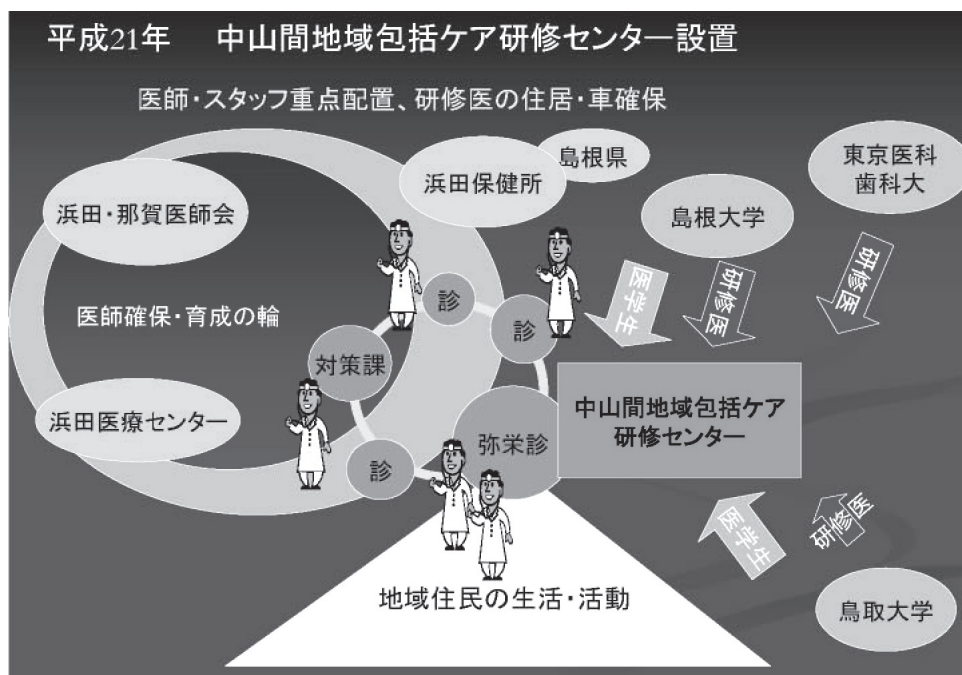 平成21年　中山間地域包括ケア研修センター設置
医師・スタッフ重点配置、研修医の住居・車確保
島根県
浜田保健所
東京医科
歯科大
浜田・那賀医師会
島根大学
医学生
研修医
研修医
診
診
医師確保・育成の輪
対策課
浜田医療センター
中山間地域包括ケア
研修センター
弥栄診
診
医学生
研修医
地域住民の生活・活動
鳥取大学